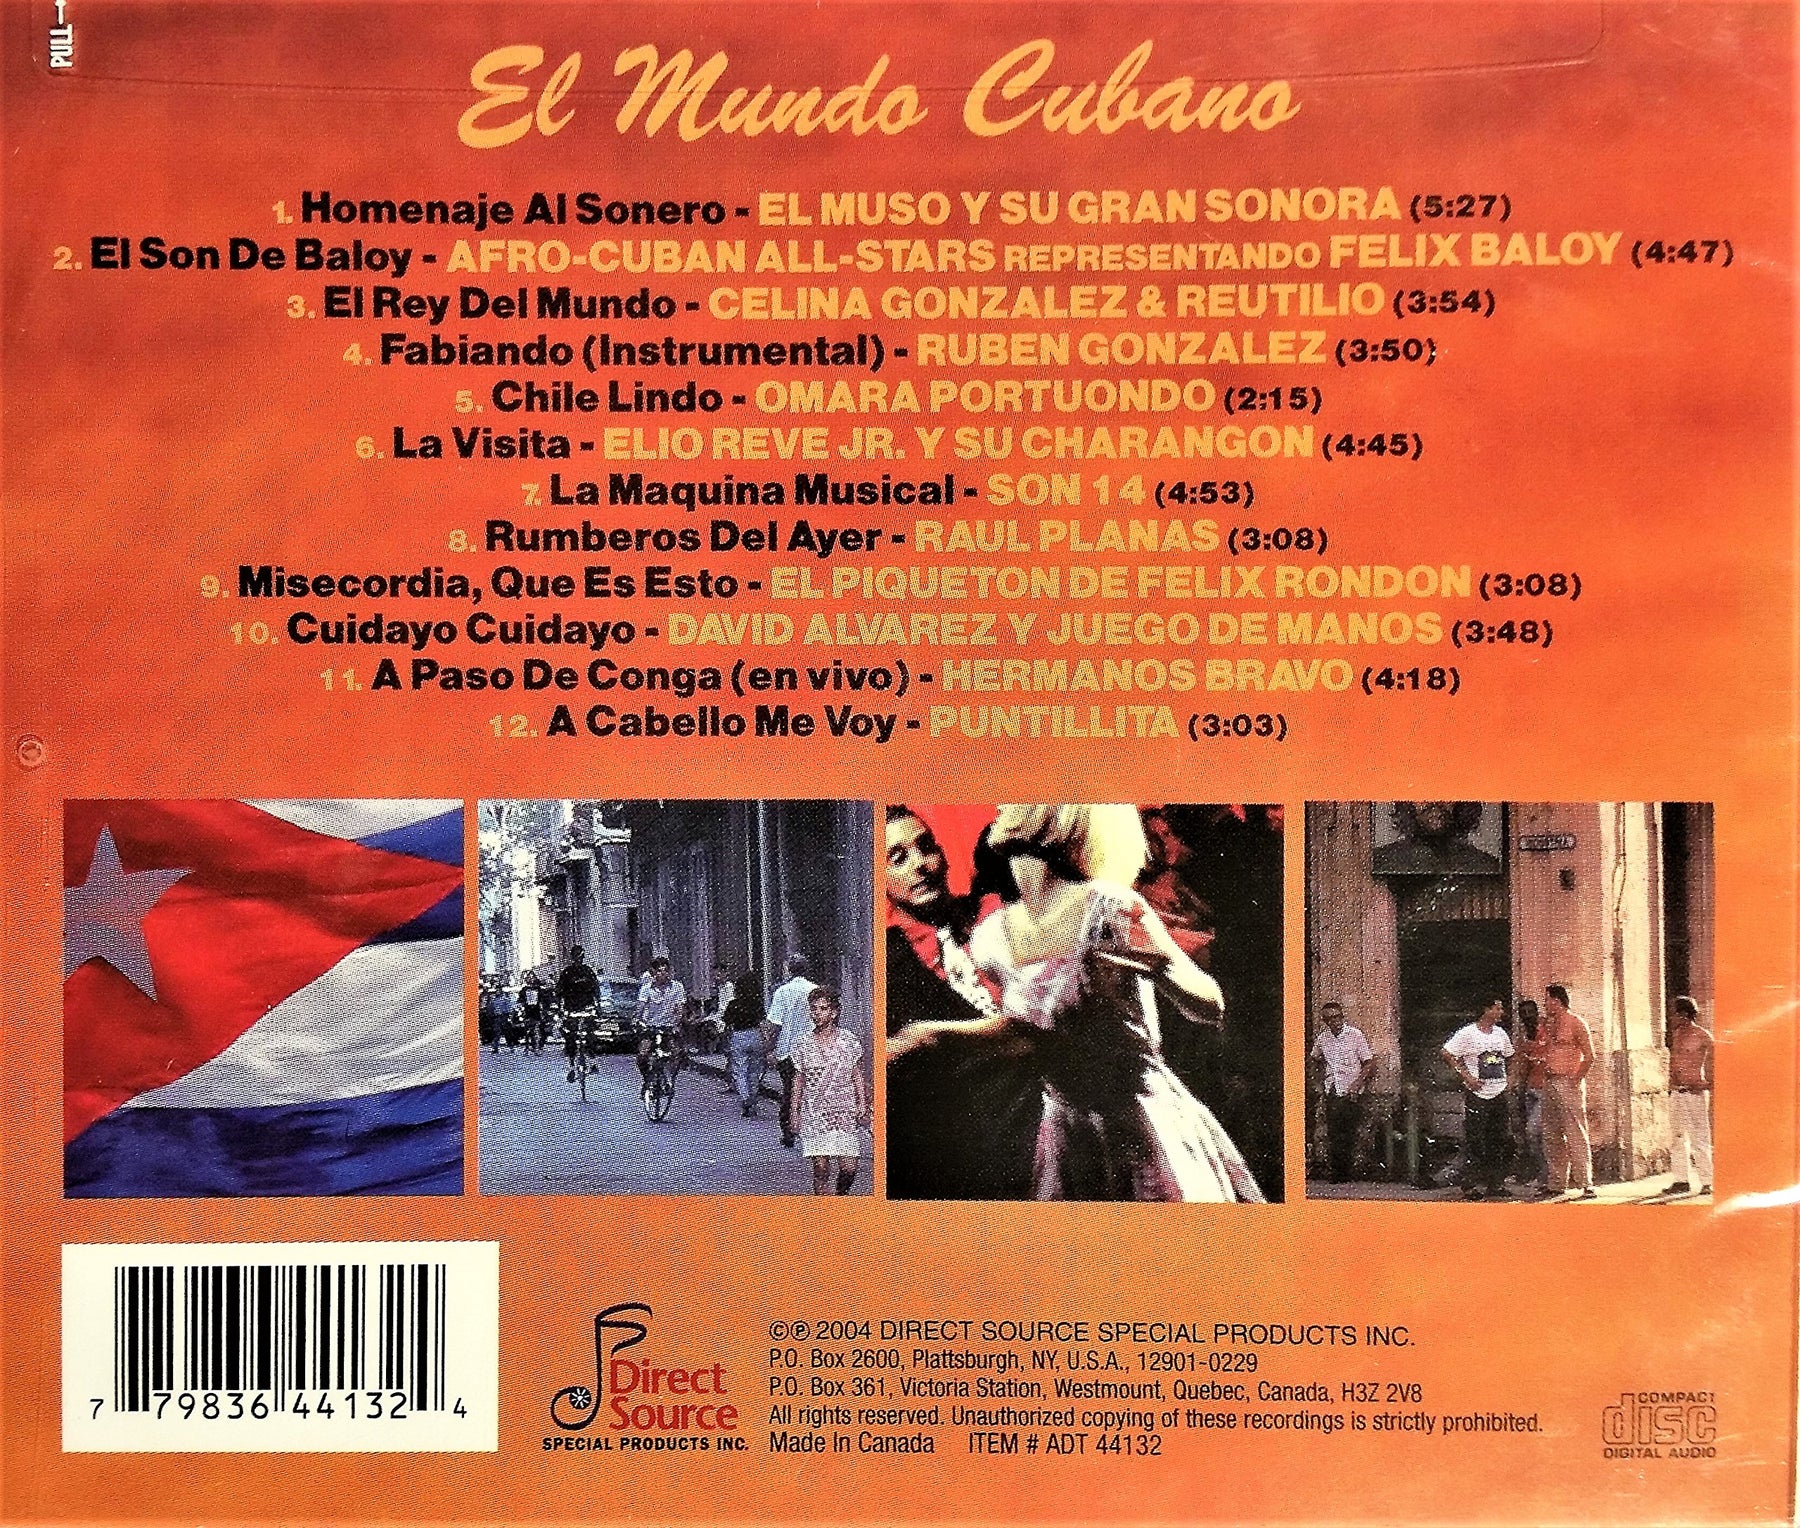 PULL
El Mundo Cubano
1. Homenaje Al Sonero - EL MUSO Y SU GRAN SONORA (5:27)
2. El Son De Baloy - AFRO-CUBAN ALL-STARS REPRESENTANDO FELIX BALOY (4:47)
3. El Rey Del Mundo - CELINA GONZALEZ & REUTILIO (3:54)
4. Fabiando (Instrumental) - RUBEN GONZALEZ (3:50)
5. Chile Lindo - OMARA PORTUONDO (2:15)
6. La Visita - ELIO REVE JR. Y SU CHARANGON (4:45)
7. La Maquina Musical - SON 14 (4:53)
8. Rumberos Del Ayer - RAUL PLANAS (3:08)
9. Misecordia, Que Es Esto - EL PIQUETON DE FELIX RONDON (3:08)
10. Cuidayo Cuidayo - DAVID ALVAREZ Y JUEGO DE MANOS (3:48)
11. A Paso De Conga (en vivo) - HERMANOS BRAVO (4:18)
12. A Cabello Me Voy - PUNTILLITA (3:03)
7 79836 44132 4
Direct
Source
SPECIAL PRODUCTS INC.
©℗ 2004 DIRECT SOURCE SPECIAL PRODUCTS INC.
P.O. Box 2600, Plattsburgh, NY, U.S.A., 12901-0229
P.O. Box 361, Victoria Station, Westmount, Quebec, Canada, H3Z 2V8
All rights reserved. Unauthorized copying of these recordings is strictly prohibited.
Made In Canada ITEM # ADT 44132
COMPACT
disc
DIGITAL AUDIO